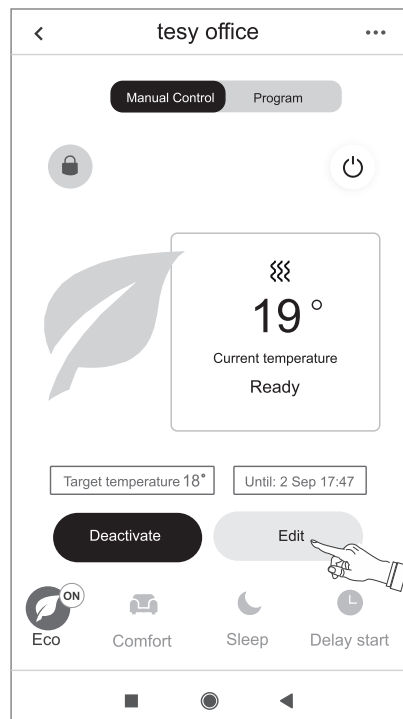 tesy office
Manual Control Program
19 °
Current temperature
Ready
Target temperature 18° Until: 2 Sep 17:47
Deactivate Edit
ON
Eco Comfort Sleep Delay start